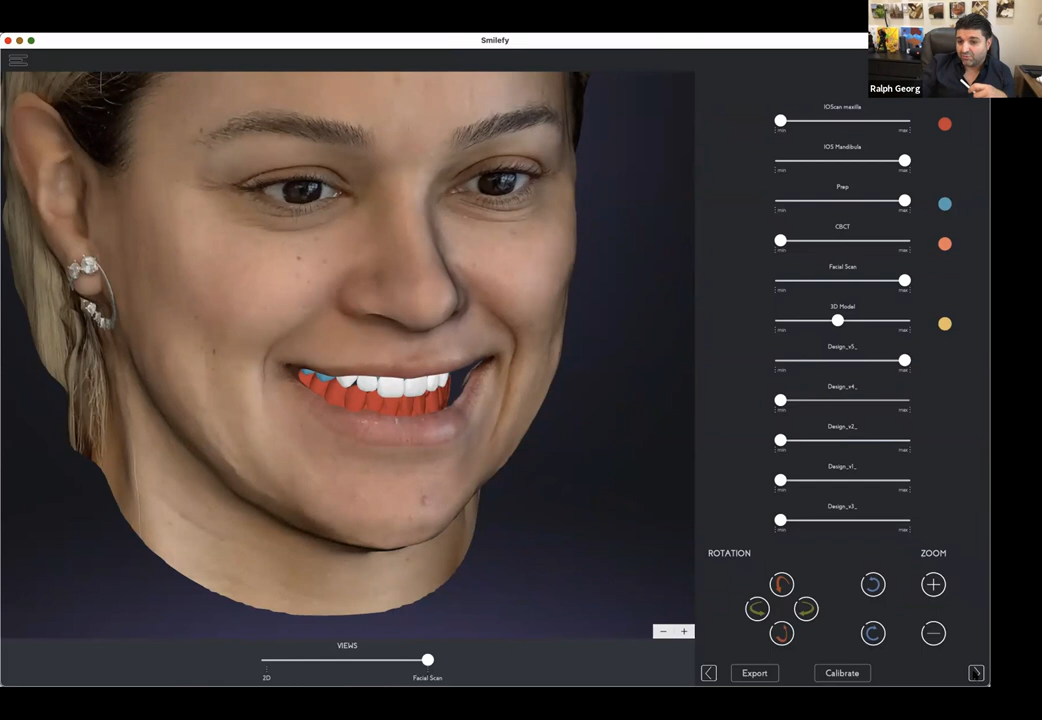 Smilefy
Ralph Georg
IOScan maxilla
min max
IOS Mandibula
min max
Prep
min max
CBCT
min max
Facial Scan
min max
3D Model
min max
Design_v5_
min max
Design_v4_
min max
Design_v2_
min max
Design_v1_
min max
Design_v3_
min max
ROTATION ZOOM
VIEWS
2D Facial Scan
Export Calibrate